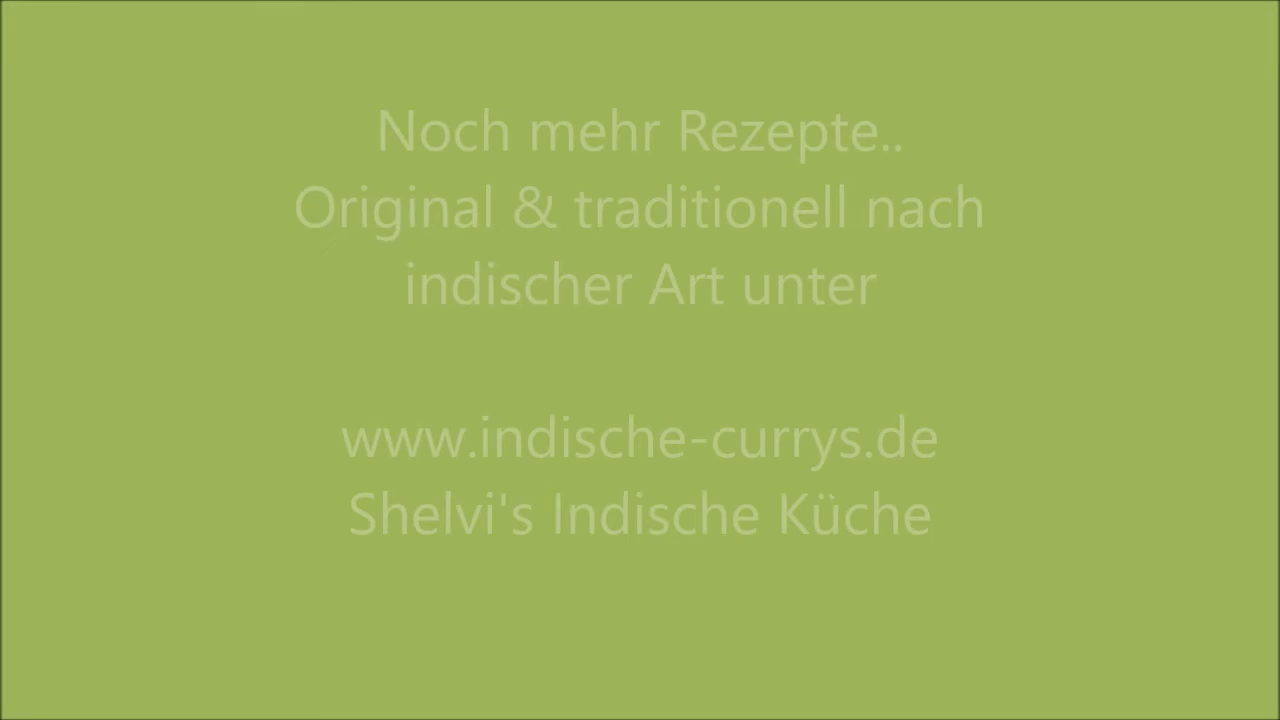 Noch mehr Rezepte..
Original & traditionell nach
indischer Art unter
www.indische-currys.de
Shelvi's Indische Küche